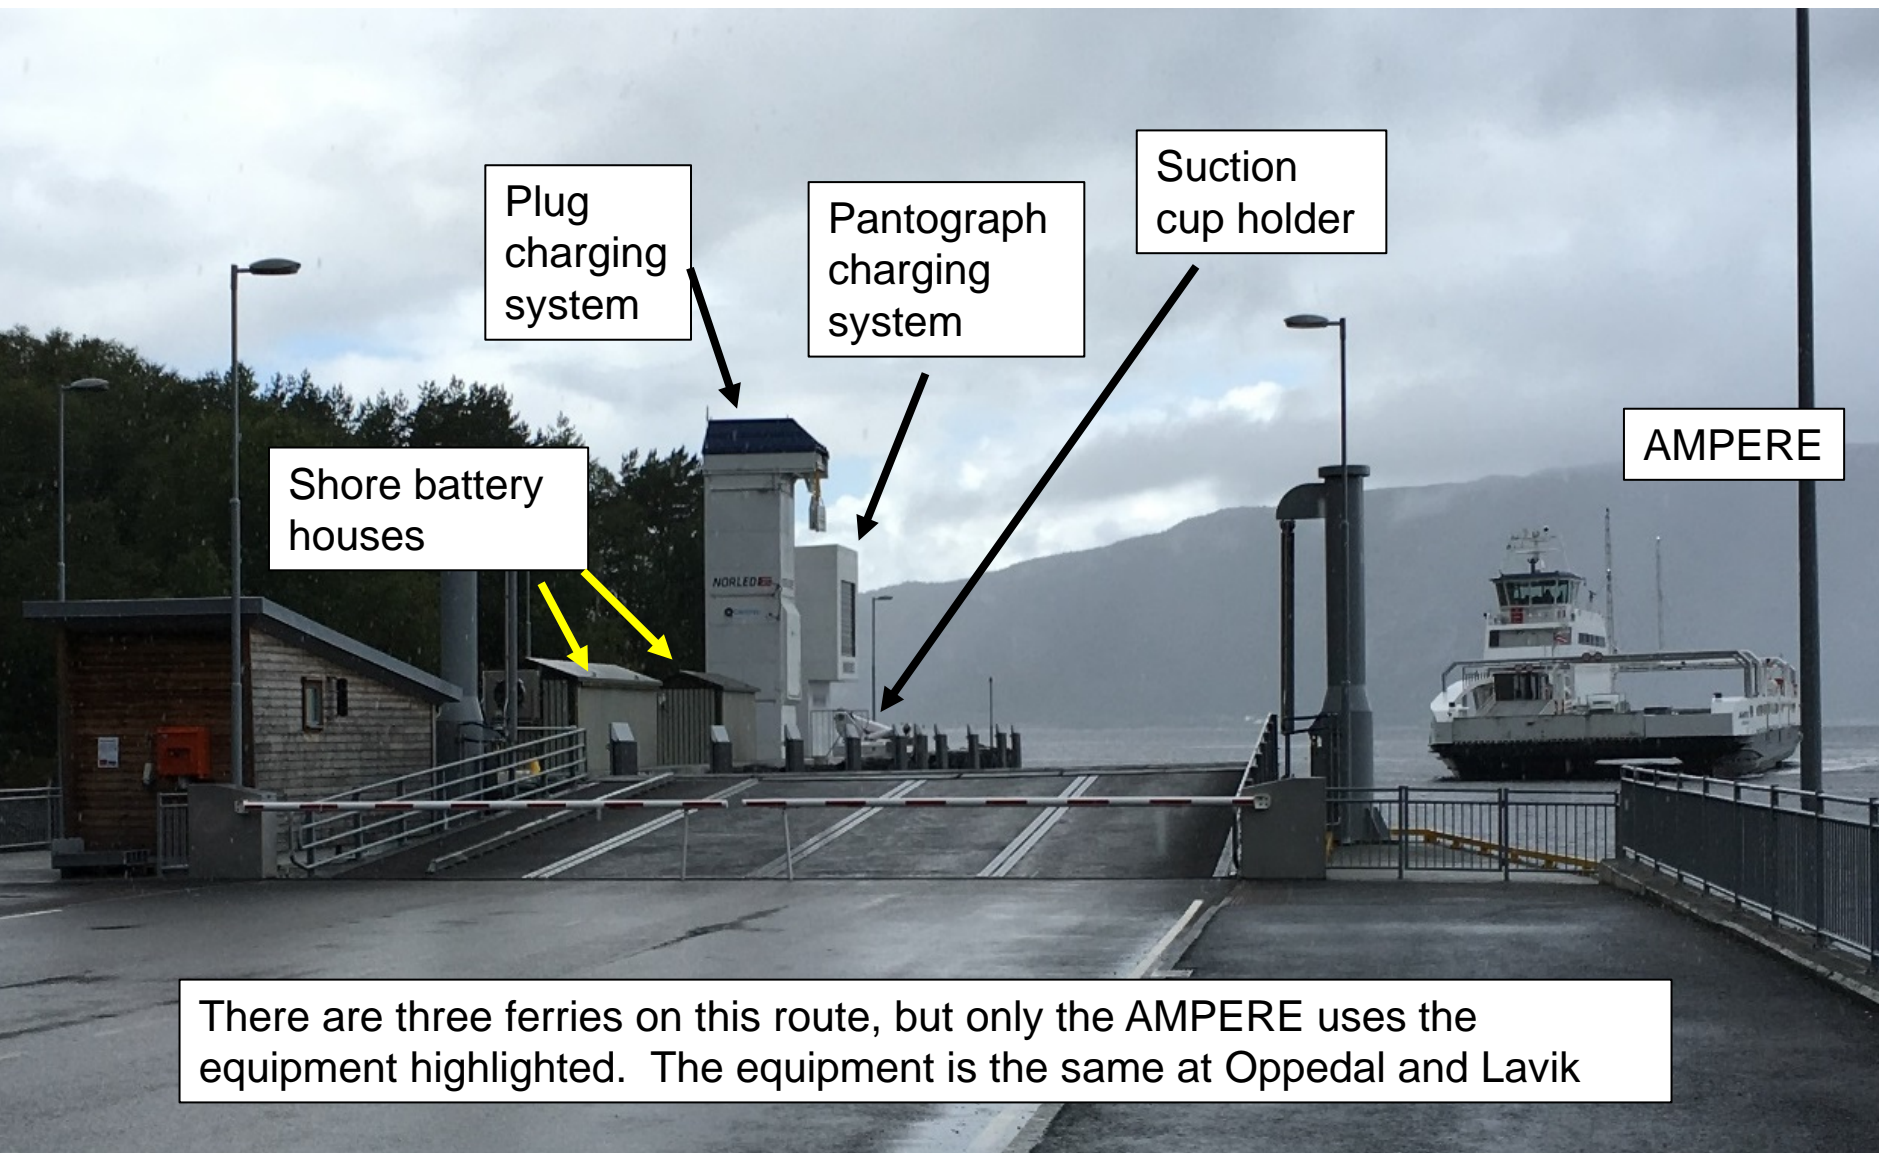 Suction
cup holder
Plug
charging
system
Pantograph
charging
system
AMPERE
Shore battery
houses
NORLED
There are three ferries on this route, but only the AMPERE uses the
equipment highlighted.  The equipment is the same at Oppedal and Lavik